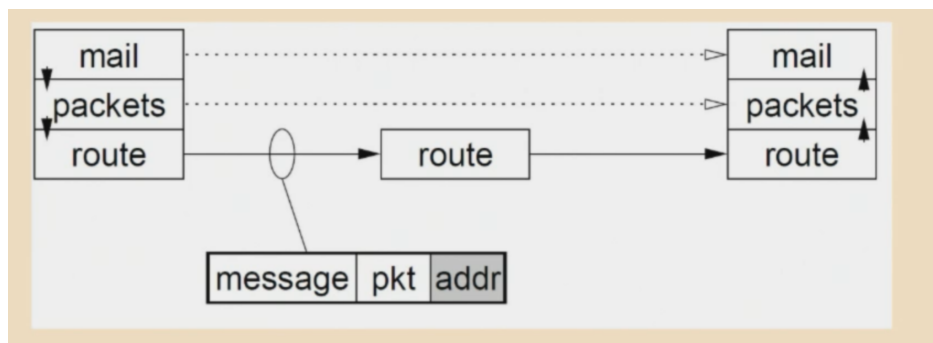 mail mail
packets packets
route route route
message pkt addr